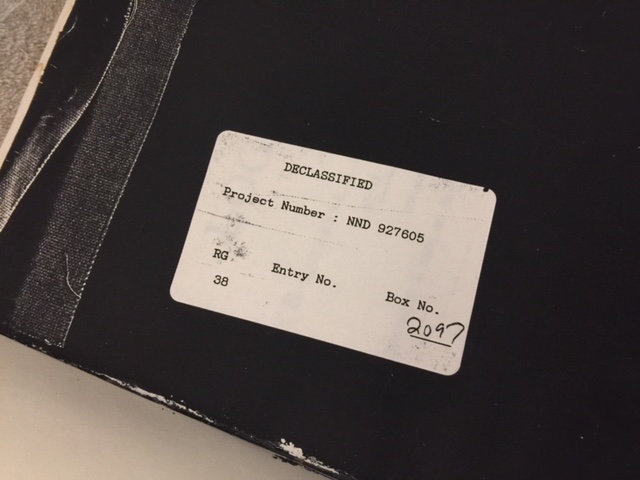 DECLASSIFIED
Project Number : NND 927605
RG Entry No. Box No.
38 2097